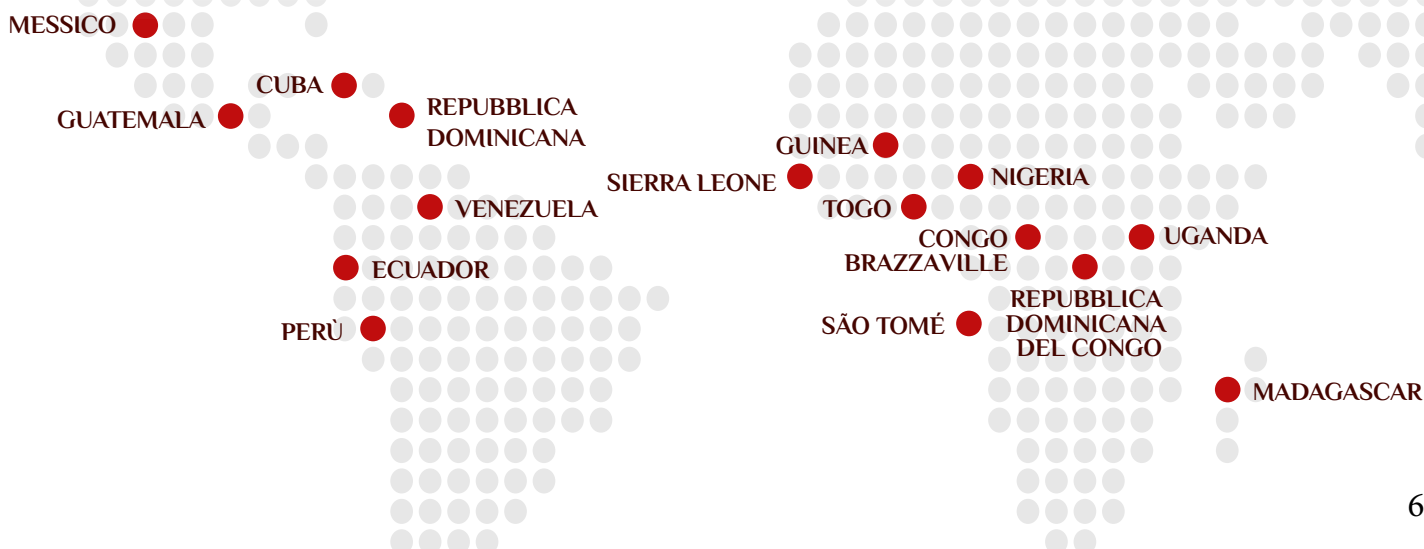 MESSICO
CUBA
GUATEMALA
REPUBBLICA
DOMINICANA
VENEZUELA
ECUADOR
PERÙ
GUINEA
SIERRA LEONE
NIGERIA
TOGO
CONGO
BRAZZAVILLE
UGANDA
REPUBBLICA
DOMINICANA
DEL CONGO
SÃO TOMÉ
MADAGASCAR
6